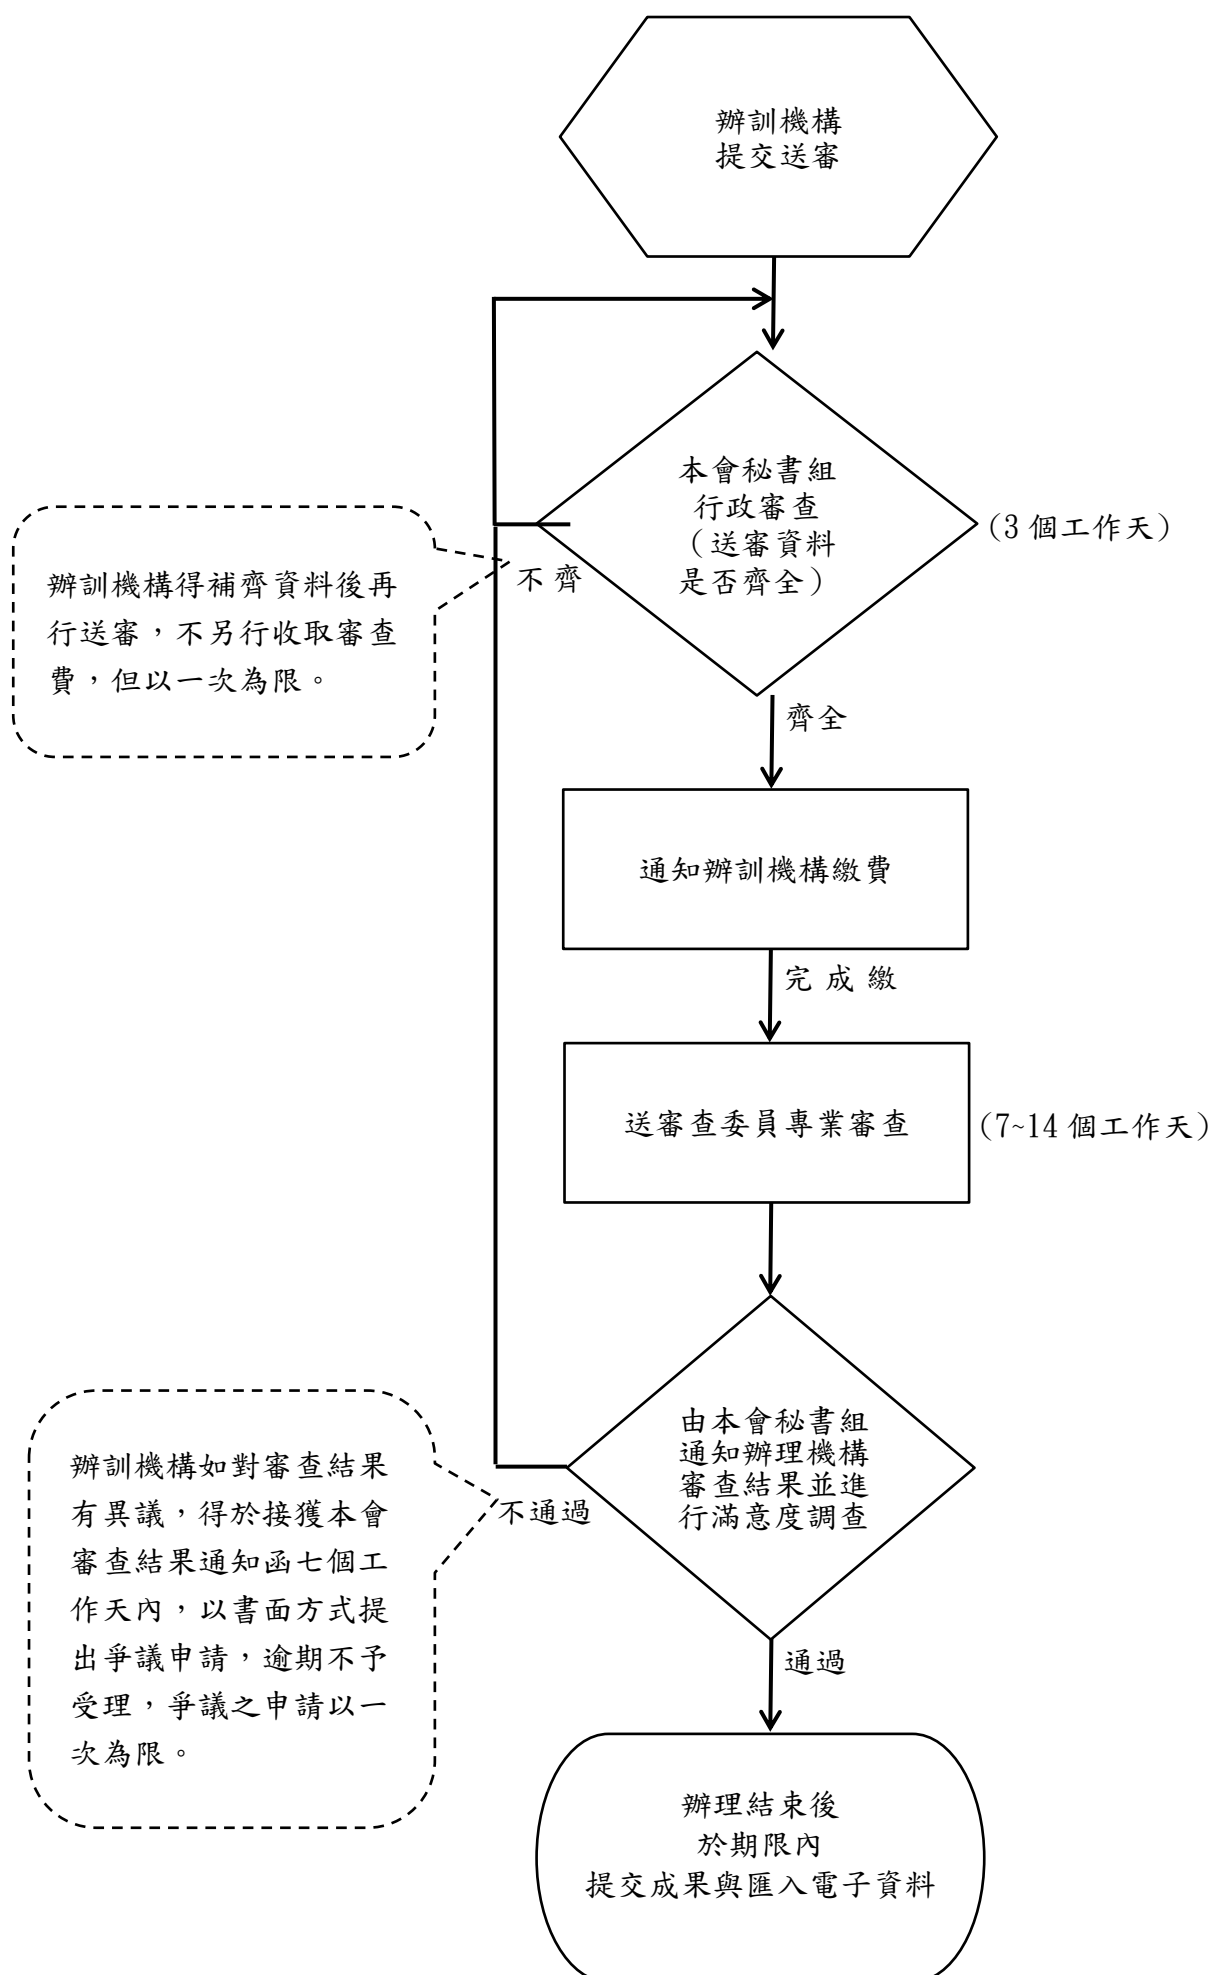 辦訓機構
提交送審
本會秘書組
行政審查
（送審資料
是否齊全）
(3 個工作天)
不 齊
辦訓機構得補齊資料後再
行送審，不另行收取審查
費，但以一次為限。
齊全
通知辦訓機構繳費
完 成 繳
送審查委員專業審查
(7~14 個工作天)
由本會秘書組
通知辦理機構
審查結果並進
行滿意度調查
不通過
辦訓機構如對審查結果
有異議，得於接獲本會
審查結果通知函七個工
作天內，以書面方式提
出爭議申請，逾期不予
受理，爭議之申請以一
次為限。
通過
辦理結束後
於期限內
提交成果與匯入電子資料